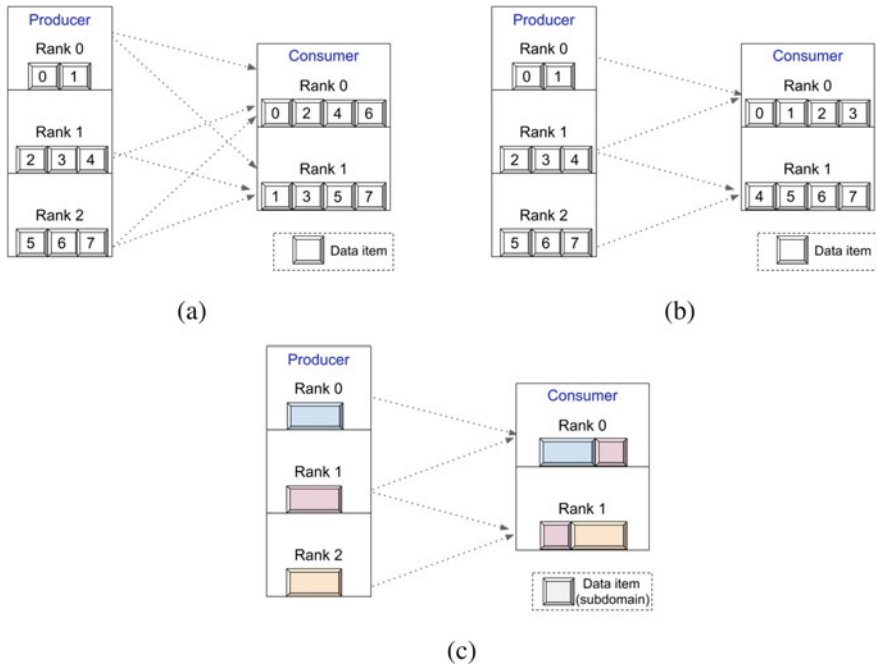 Producer
Rank 0
0 1
Rank 1
2 3 4
Rank 2
5 6 7
Consumer
Rank 0
0 2 4 6
Rank 1
1 3 5 7
Data item
(a)
Producer
Rank 0
0 1
Rank 1
2 3 4
Rank 2
5 6 7
Consumer
Rank 0
0 1 2 3
Rank 1
4 5 6 7
Data item
(b)
Producer
Rank 0
Rank 1
Rank 2
Consumer
Rank 0
Rank 1
Data item
(subdomain)
(c)